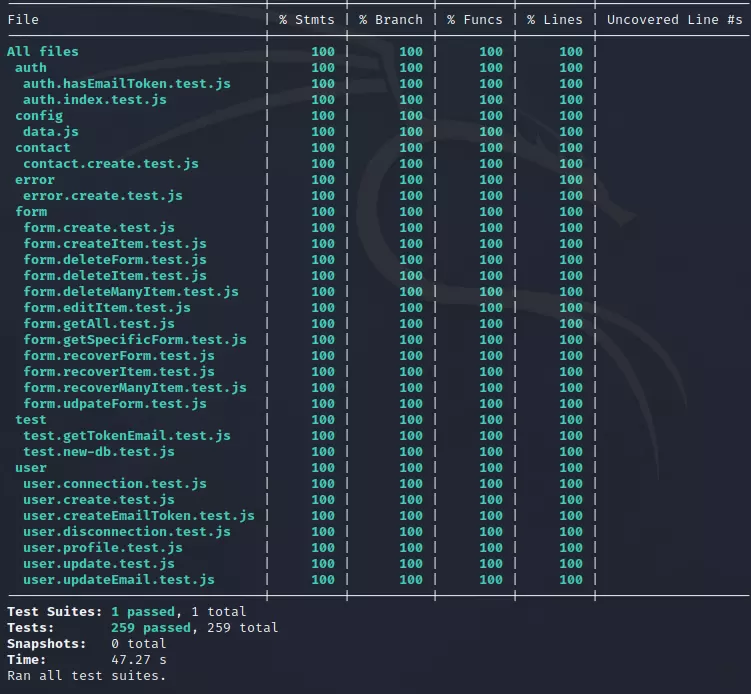 File | % Stmts | % Branch | % Funcs | % Lines | Uncovered Line #s
All files | 100 | 100 | 100 | 100 |
auth | 100 | 100 | 100 | 100 |
auth.hasEmailToken.test.js | 100 | 100 | 100 | 100 |
auth.index.test.js | 100 | 100 | 100 | 100 |
config | 100 | 100 | 100 | 100 |
data.js | 100 | 100 | 100 | 100 |
contact | 100 | 100 | 100 | 100 |
contact.create.test.js | 100 | 100 | 100 | 100 |
error | 100 | 100 | 100 | 100 |
error.create.test.js | 100 | 100 | 100 | 100 |
form | 100 | 100 | 100 | 100 |
form.create.test.js | 100 | 100 | 100 | 100 |
form.createItem.test.js | 100 | 100 | 100 | 100 |
form.deleteForm.test.js | 100 | 100 | 100 | 100 |
form.deleteItem.test.js | 100 | 100 | 100 | 100 |
form.deleteManyItem.test.js | 100 | 100 | 100 | 100 |
form.editItem.test.js | 100 | 100 | 100 | 100 |
form.getAll.test.js | 100 | 100 | 100 | 100 |
form.getSpecificForm.test.js | 100 | 100 | 100 | 100 |
form.recoverForm.test.js | 100 | 100 | 100 | 100 |
form.recoverItem.test.js | 100 | 100 | 100 | 100 |
form.recoverManyItem.test.js | 100 | 100 | 100 | 100 |
form.udpateForm.test.js | 100 | 100 | 100 | 100 |
test | 100 | 100 | 100 | 100 |
test.getTokenEmail.test.js | 100 | 100 | 100 | 100 |
test.new-db.test.js | 100 | 100 | 100 | 100 |
user | 100 | 100 | 100 | 100 |
user.connection.test.js | 100 | 100 | 100 | 100 |
user.create.test.js | 100 | 100 | 100 | 100 |
user.createEmailToken.test.js | 100 | 100 | 100 | 100 |
user.disconnection.test.js | 100 | 100 | 100 | 100 |
user.profile.test.js | 100 | 100 | 100 | 100 |
user.update.test.js | 100 | 100 | 100 | 100 |
user.updateEmail.test.js | 100 | 100 | 100 | 100 |
Test Suites: 1 passed, 1 total
Tests: 259 passed, 259 total
Snapshots: 0 total
Time: 47.27 s
Ran all test suites.